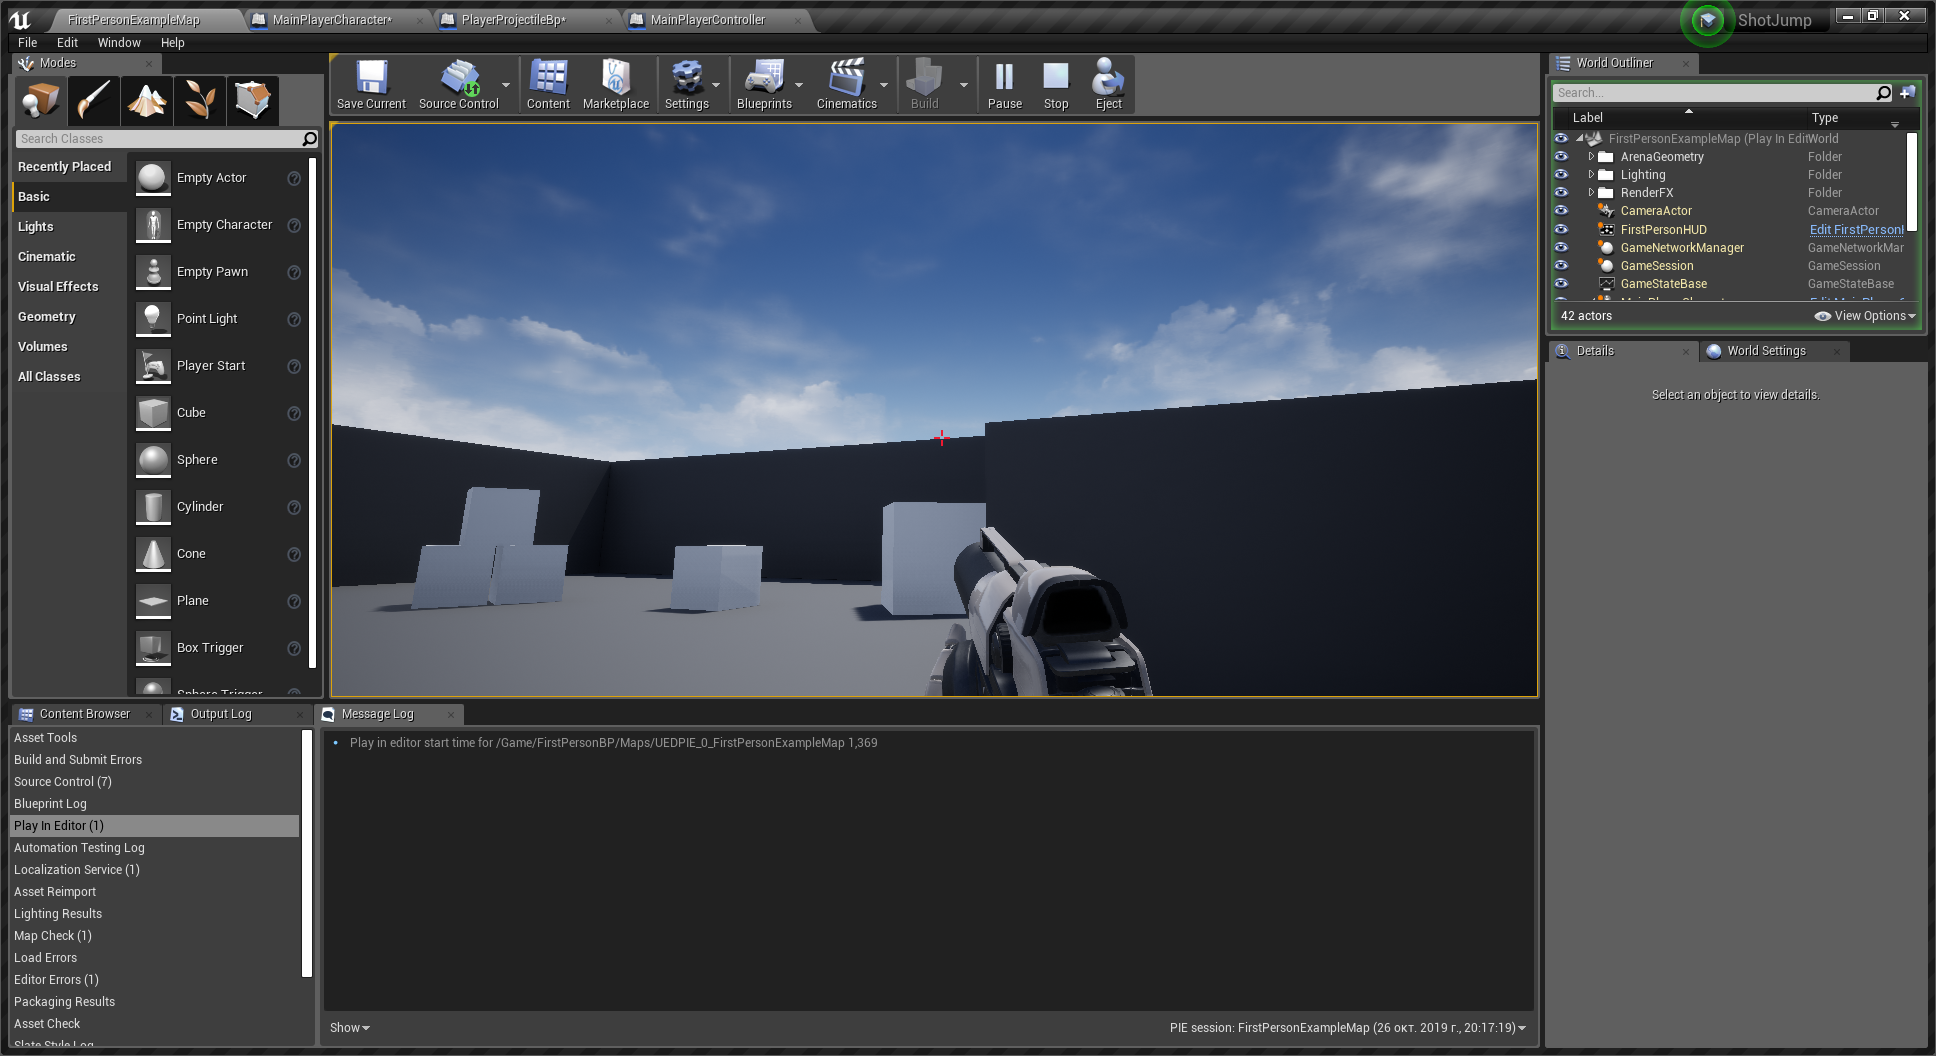 FirstPersonExampleMap
MainPlayerCharacter*
PlayerProjectileBp*
MainPlayerController
ShotJump
File Edit Window Help
Modes
Save Current
Source Control
Content
Marketplace
Settings
Blueprints
Cinematics
Build
Pause
Stop
Eject
Search Classes
Recently Placed
Basic
Lights
Cinematic
Visual Effects
Geometry
Volumes
All Classes
Empty Actor
Empty Character
Empty Pawn
Point Light
Player Start
Cube
Sphere
Cylinder
Cone
Plane
Box Trigger
Sphere Trigger
World Outliner
Search...
Label Type
FirstPersonExampleMap (Play In Edit World
ArenaGeometry Folder
Lighting Folder
RenderFX Folder
CameraActor CameraActor
FirstPersonHUD Edit FirstPersonH
GameNetworkManager GameNetworkMar
GameSession GameSession
GameStateBase GameStateBase
42 actors View Options
Details
World Settings
Select an object to view details.
Content Browser
Output Log
Message Log
Asset Tools
Build and Submit Errors
Source Control (7)
Blueprint Log
Play In Editor (1)
Automation Testing Log
Localization Service (1)
Asset Reimport
Lighting Results
Map Check (1)
Load Errors
Editor Errors (1)
Packaging Results
Asset Check
Slate Style Log
Play in editor start time for /Game/FirstPersonBP/Maps/UEDPIE_0_FirstPersonExampleMap 1,369
Show
PIE session: FirstPersonExampleMap (26 окт. 2019 г., 20:17:19)